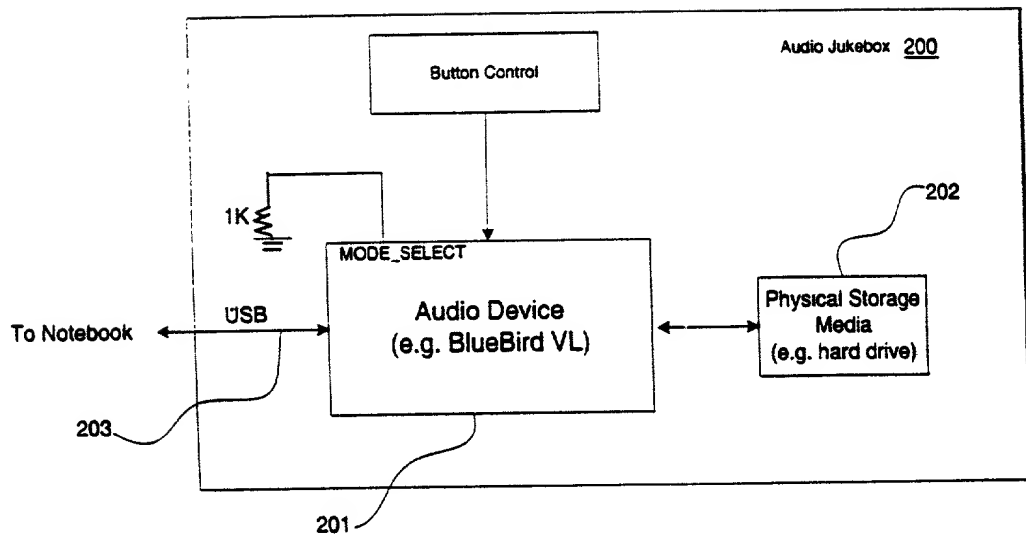 Audio Jukebox 200
Button Control
202
1K
MODE_SELECT
Audio Device
(e.g. BlueBird VL)
Physical Storage
Media
(e.g. hard drive)
To Notebook
USB
203
201